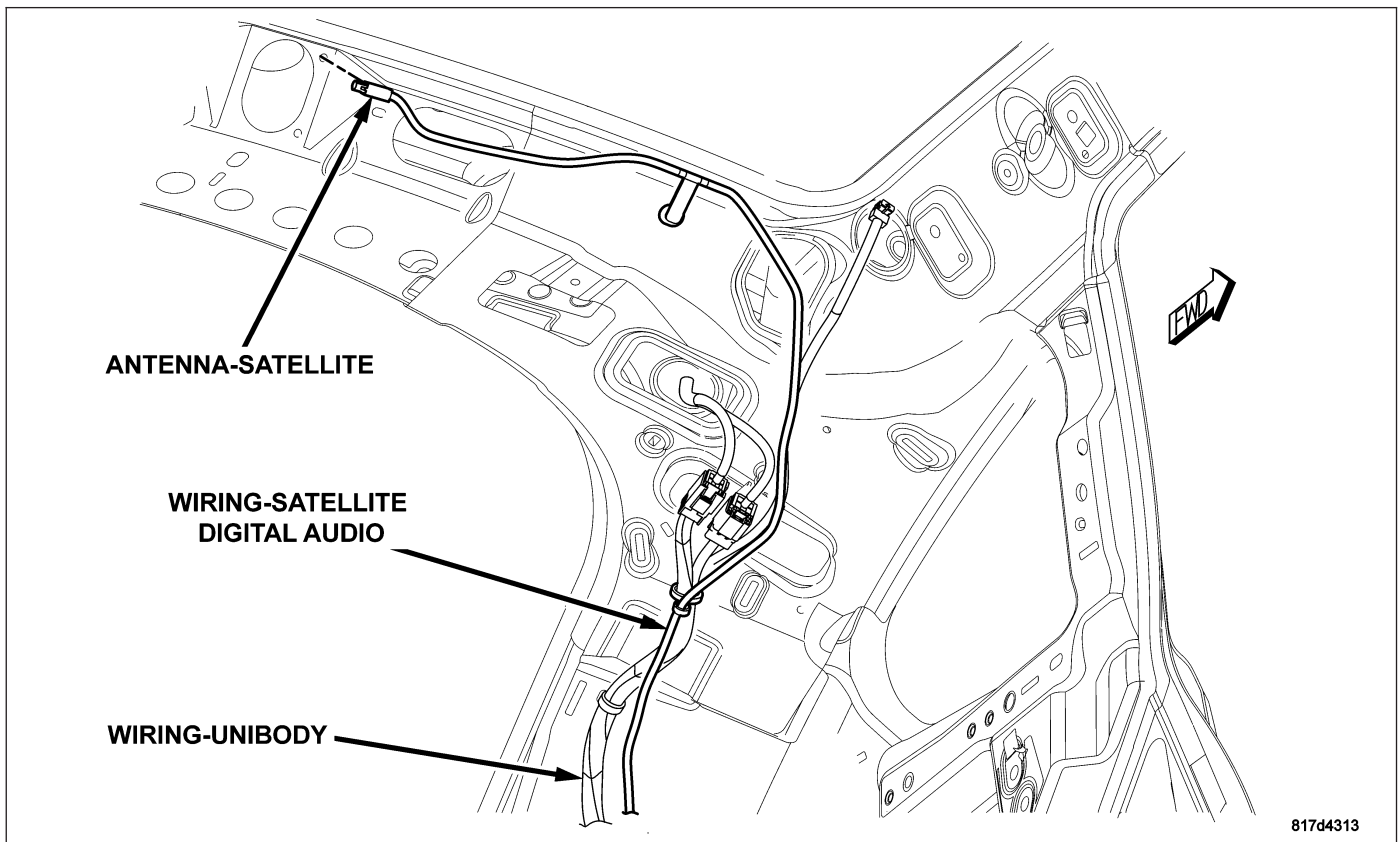 ANTENNA-SATELLITE
FWD
WIRING-SATELLITE
DIGITAL AUDIO
WIRING-UNIBODY
817d4313